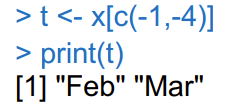 > t <- x[c(-1,-4)]
> print(t)
[1] "Feb" "Mar"